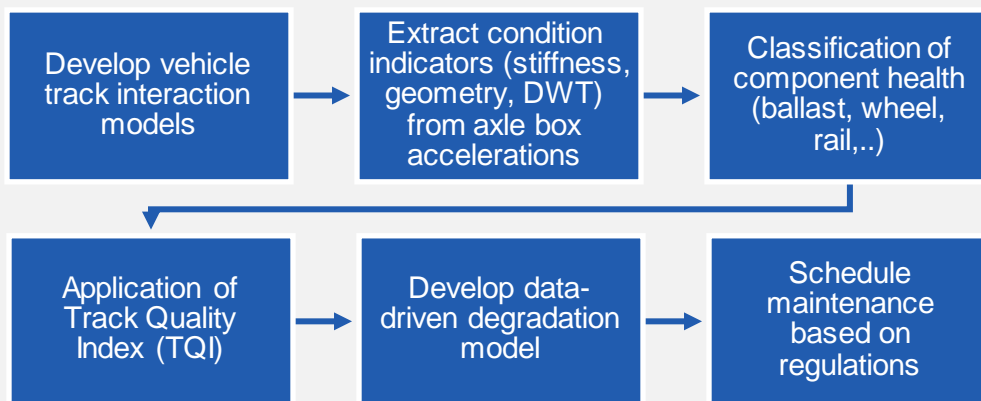 Develop vehicle
track interaction
models
Extract condition
indicators (stiffness,
geometry, DWT)
from axle box
accelerations
Classification of
component health
(ballast, wheel,
rail,..)
Application of
Track Quality
Index (TQI)
Develop data-
driven degradation
model
Schedule
maintenance
based on
regulations